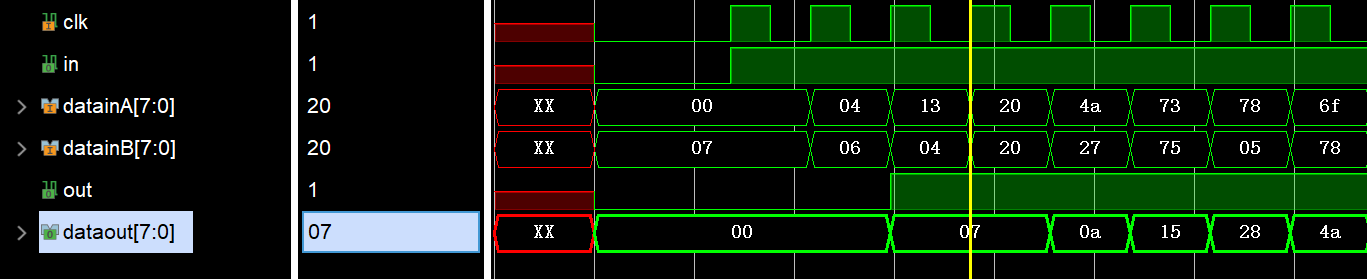 clk 1
in 1
datainA[7:0] 20 XX 00 04 13 20 4a 73 78 6f
datainB[7:0] 20 XX 07 06 04 20 27 75 05 78
out 1
dataout[7:0] 07 XX 00 07 0a 15 28 4a